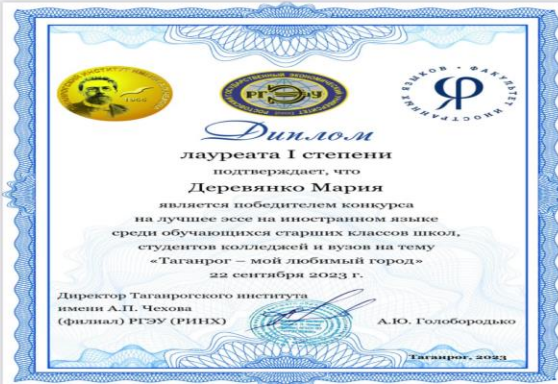 ФАКУЛЬТЕТ ИНОСТРАННЫХ ЯЗЫКОВ
РГЭУ
Диплом
лауреата I степени
подтверждает, что
Деревянко Мария
является победителем конкурса
на лучшее эссе на иностранном языке
среди обучающихся старших классов школ,
студентов колледжей и вузов на тему
«Таганрог – мой любимый город»
22 сентября 2023 г.
Директор Таганрогского института
имени А.П. Чехова
(филиал) РГЭУ (РИНХ) А.Ю. Голобородько
Таганрог, 2023